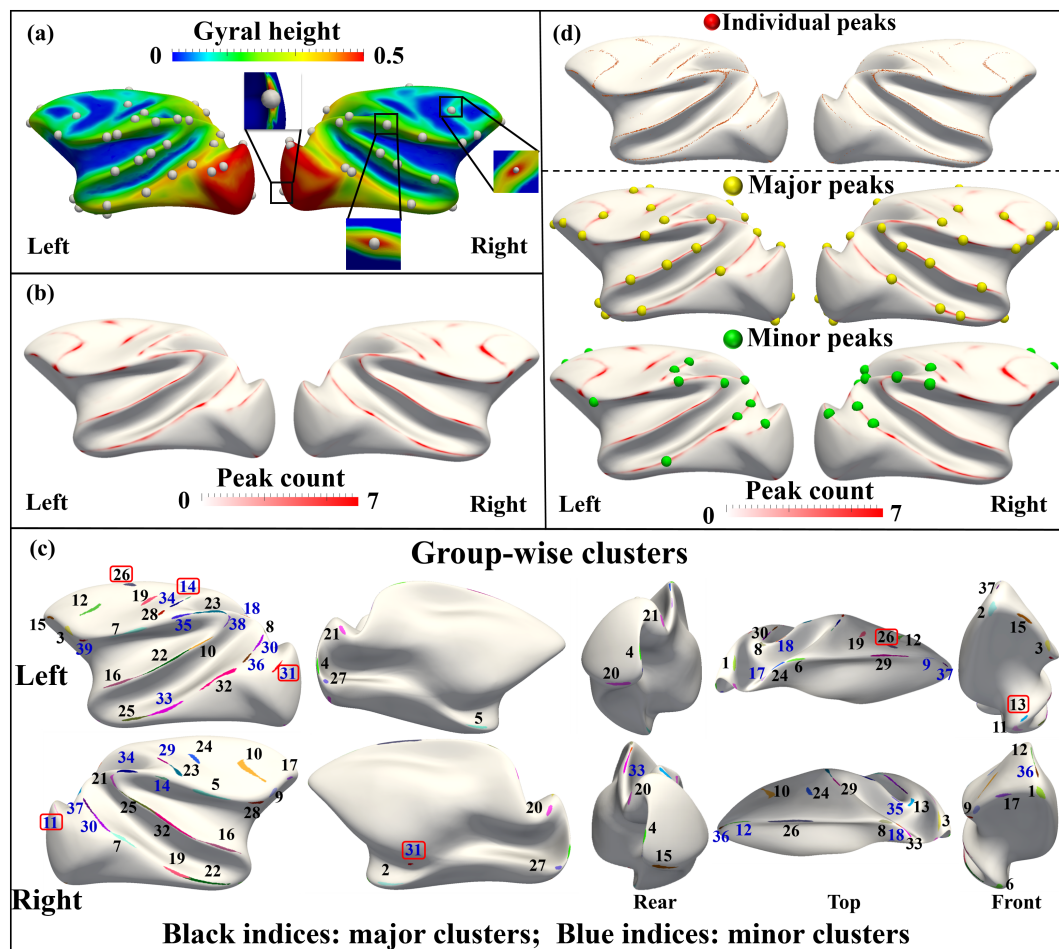 (a)
Gyral height
0 0.5
Left Right
(b)
Peak count
0 7
Left Right
(d)
Individual peaks
Major peaks
Minor peaks
Peak count
0 7
Left Right
(c)
Group-wise clusters
26 14
34
12 19 23 18
15 28 8
3 7 35 38 30
39 22 10 36
16 31
32
33
25
Left
21
4
27
5
21
4
20
30 19 26 12
8 18
1 29
17 6 9
24 37
37
2
15
3
13
11
29 24 10
34 17
23
21 14 5 9
37 25 28
11 30 32 16
7
19 22
Right
20
31
2 27
33
20
4
15
10 24 29
35 13
12 26 8 3
36 18 33
12
36
1
9 17
6
Rear Top Front
Black indices: major clusters; Blue indices: minor clusters